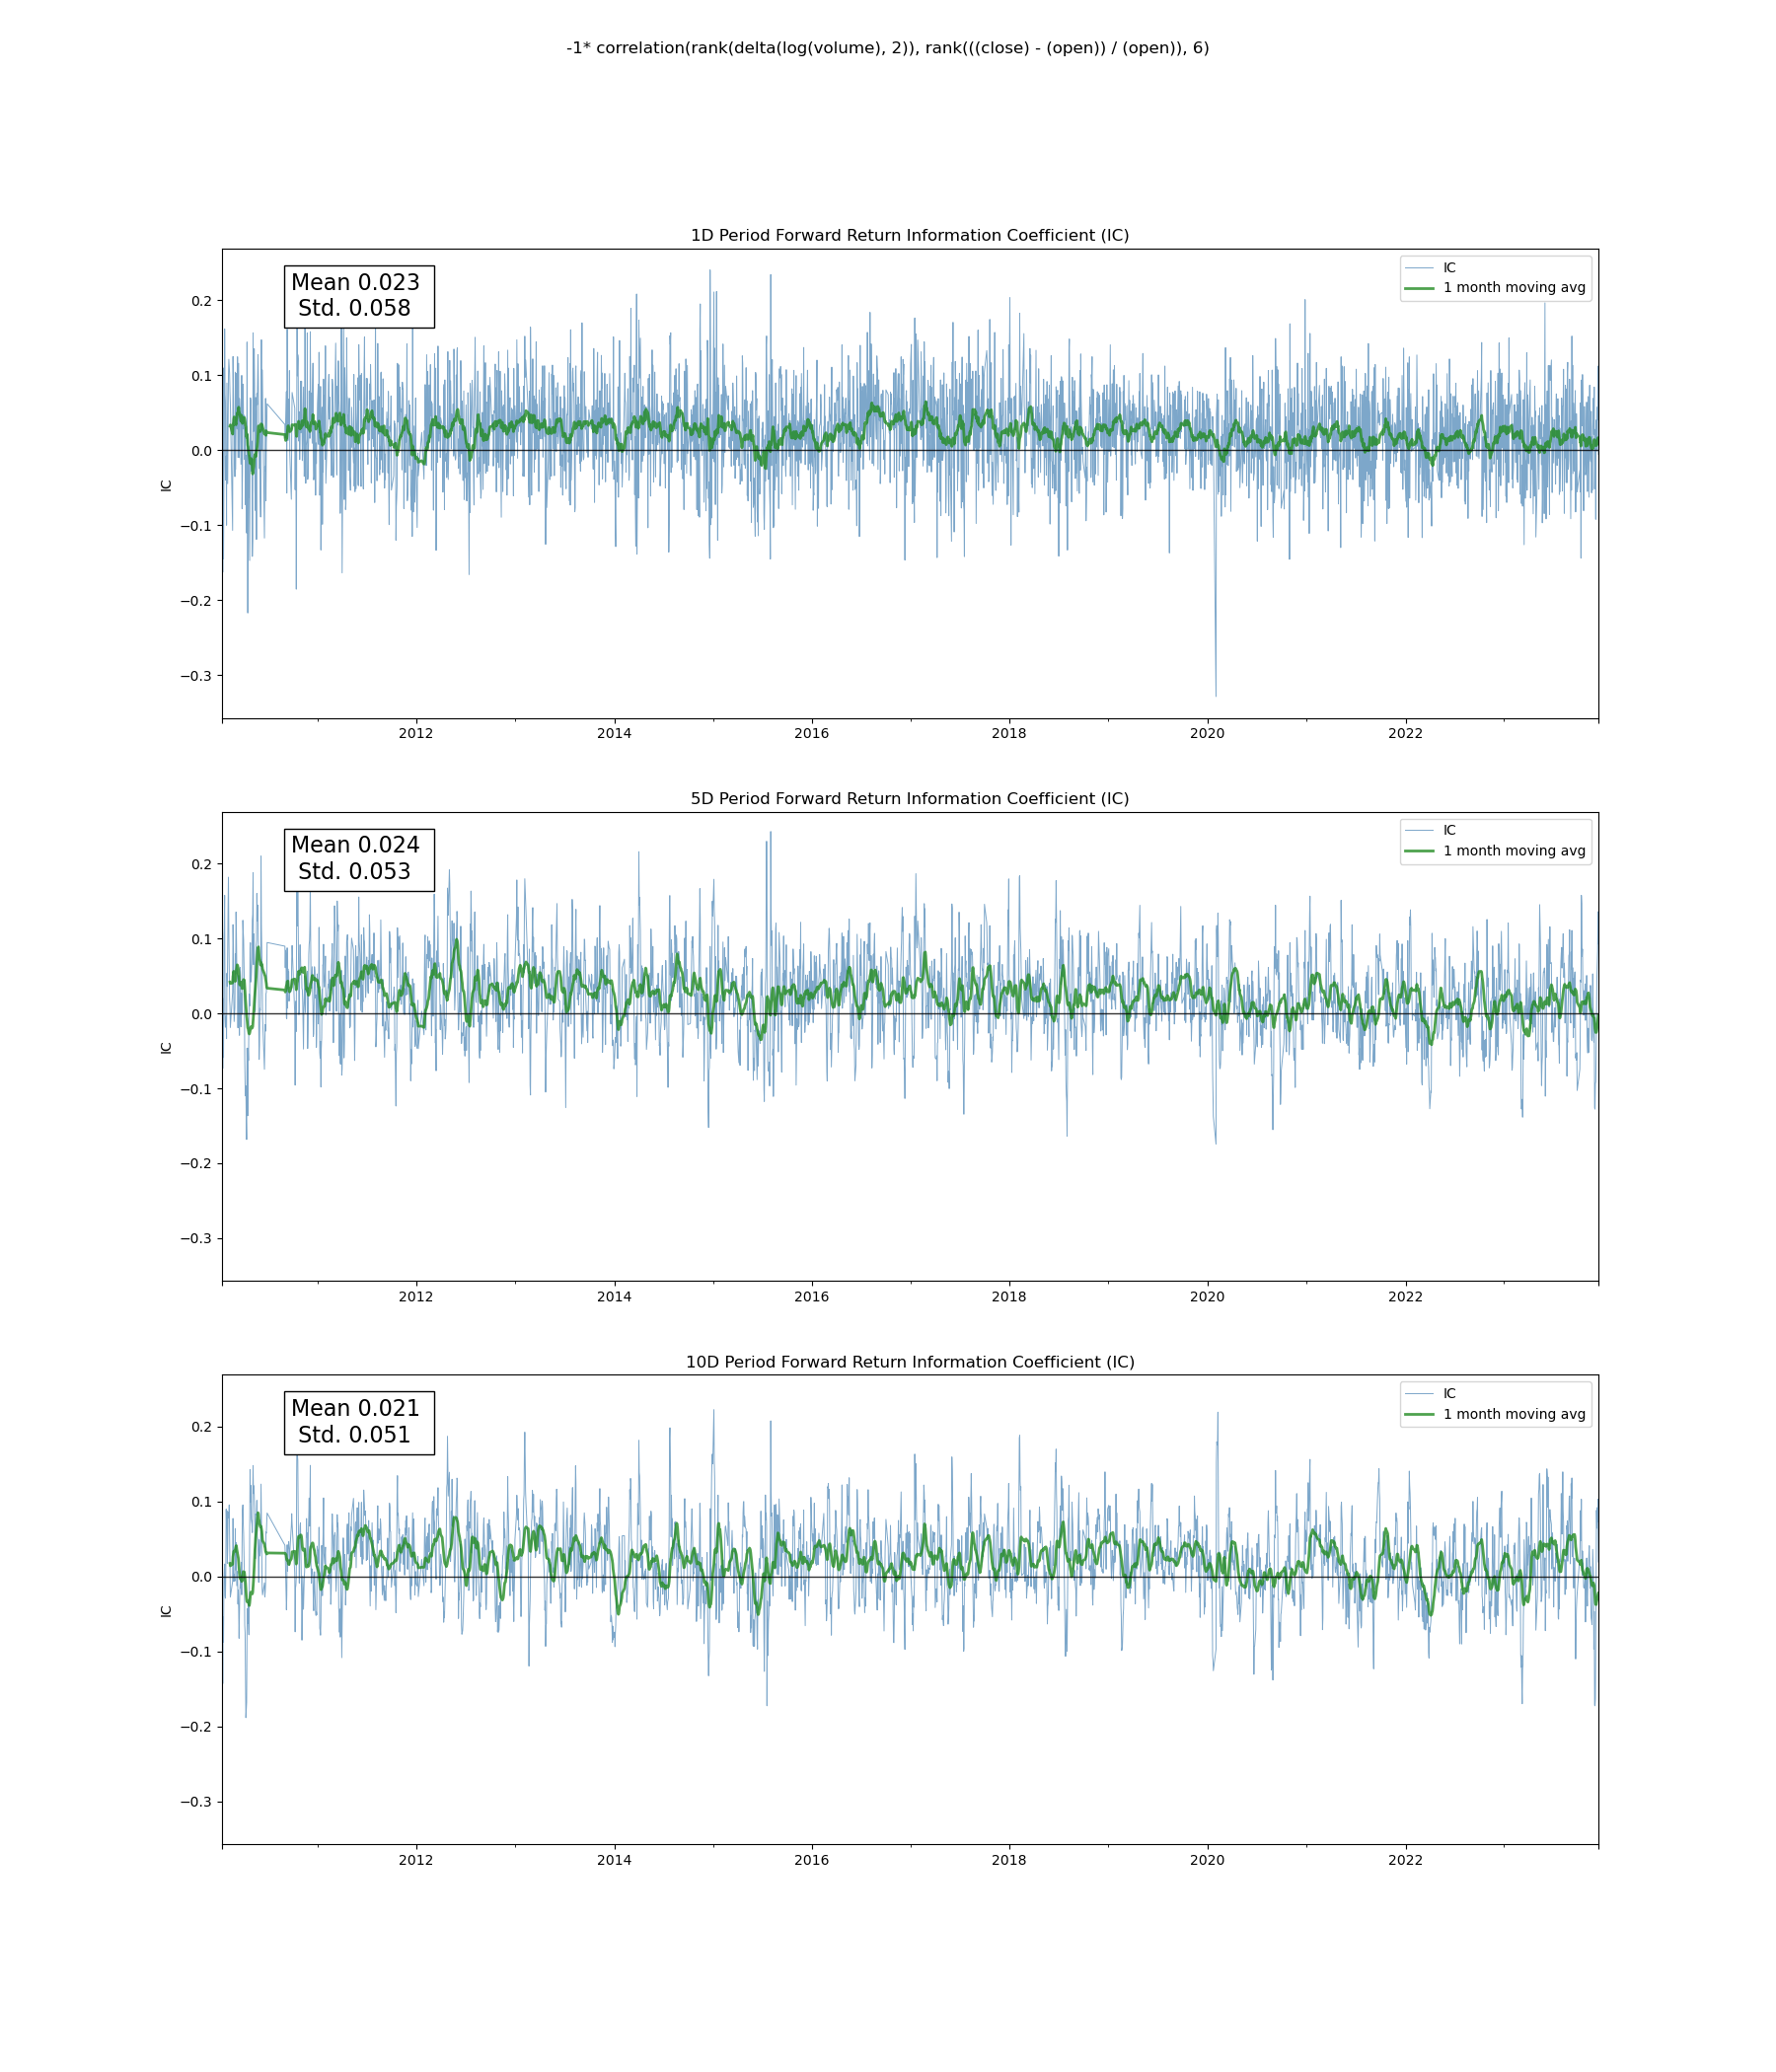 -1* correlation(rank(delta(log(volume), 2)), rank(((close) - (open)) / (open)), 6)
1D Period Forward Return Information Coefficient (IC)
Mean 0.023
Std. 0.058
IC
1 month moving avg
0.2
0.1
0.0
−0.1
−0.2
−0.3
IC
2012 2014 2016 2018 2020 2022
5D Period Forward Return Information Coefficient (IC)
Mean 0.024
Std. 0.053
IC
1 month moving avg
0.2
0.1
0.0
−0.1
−0.2
−0.3
IC
2012 2014 2016 2018 2020 2022
10D Period Forward Return Information Coefficient (IC)
Mean 0.021
Std. 0.051
IC
1 month moving avg
0.2
0.1
0.0
−0.1
−0.2
−0.3
IC
2012 2014 2016 2018 2020 2022